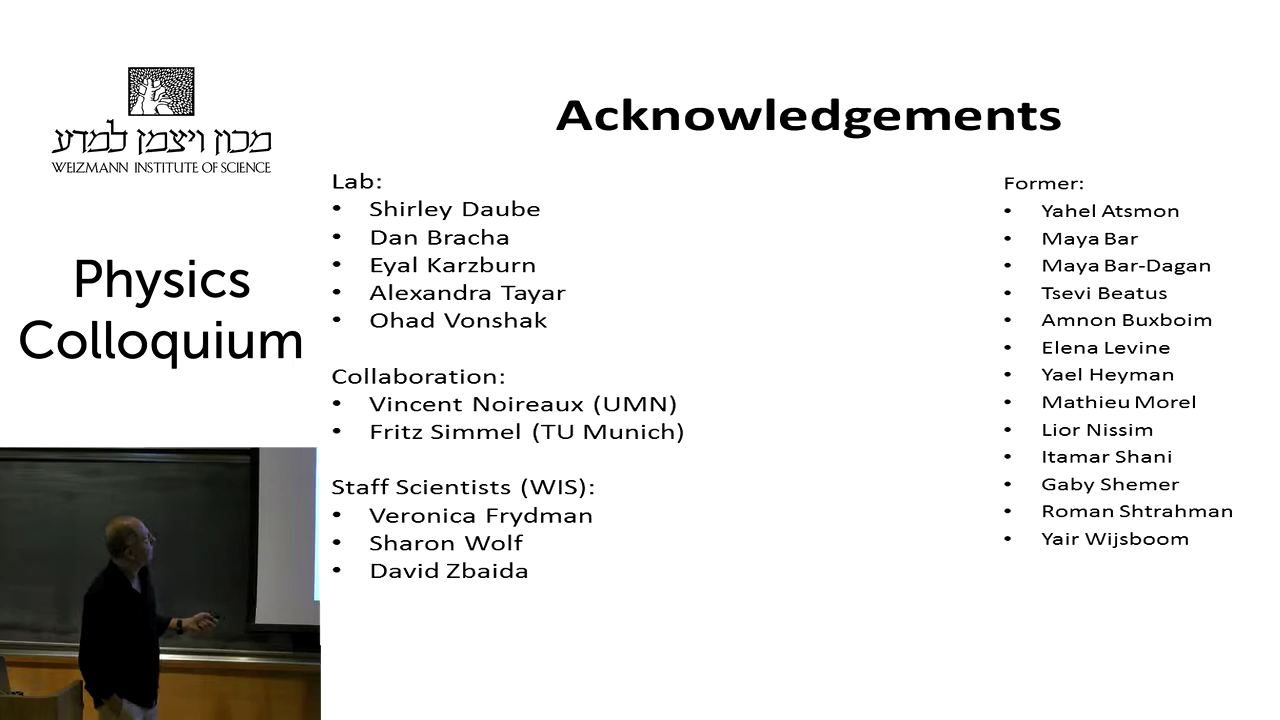 מכון ויצמן למדע
WEIZMANN INSTITUTE OF SCIENCE
Physics
Colloquium
Acknowledgements
Lab:
• Shirley Daube
• Dan Bracha
• Eyal Karzburn
• Alexandra Tayar
• Ohad Vonshak
Collaboration:
• Vincent Noireaux (UMN)
• Fritz Simmel (TU Munich)
Staff Scientists (WIS):
• Veronica Frydman
• Sharon Wolf
• David Zbaida
Former:
• Yahel Atsmon
• Maya Bar
• Maya Bar-Dagan
• Tsevi Beatus
• Amnon Buxboim
• Elena Levine
• Yael Heyman
• Mathieu Morel
• Lior Nissim
• Itamar Shani
• Gaby Shemer
• Roman Shtrahman
• Yair Wijsboom